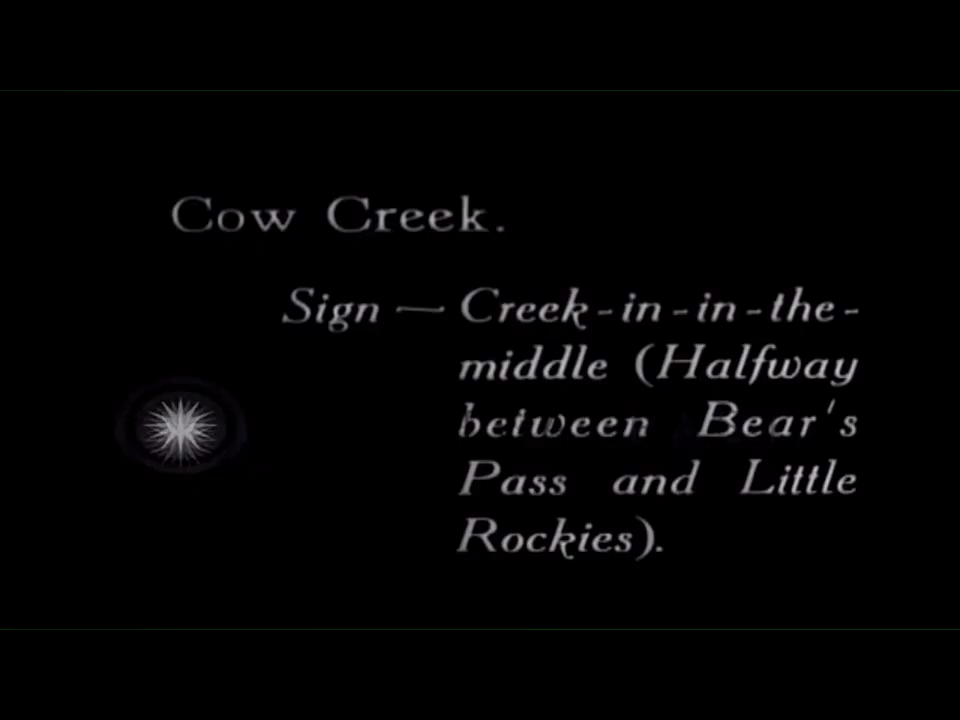 Cow Creek.
Sign — Creek-in-in-the-
middle (Halfway
between Bear's
Pass and Little
Rockies).